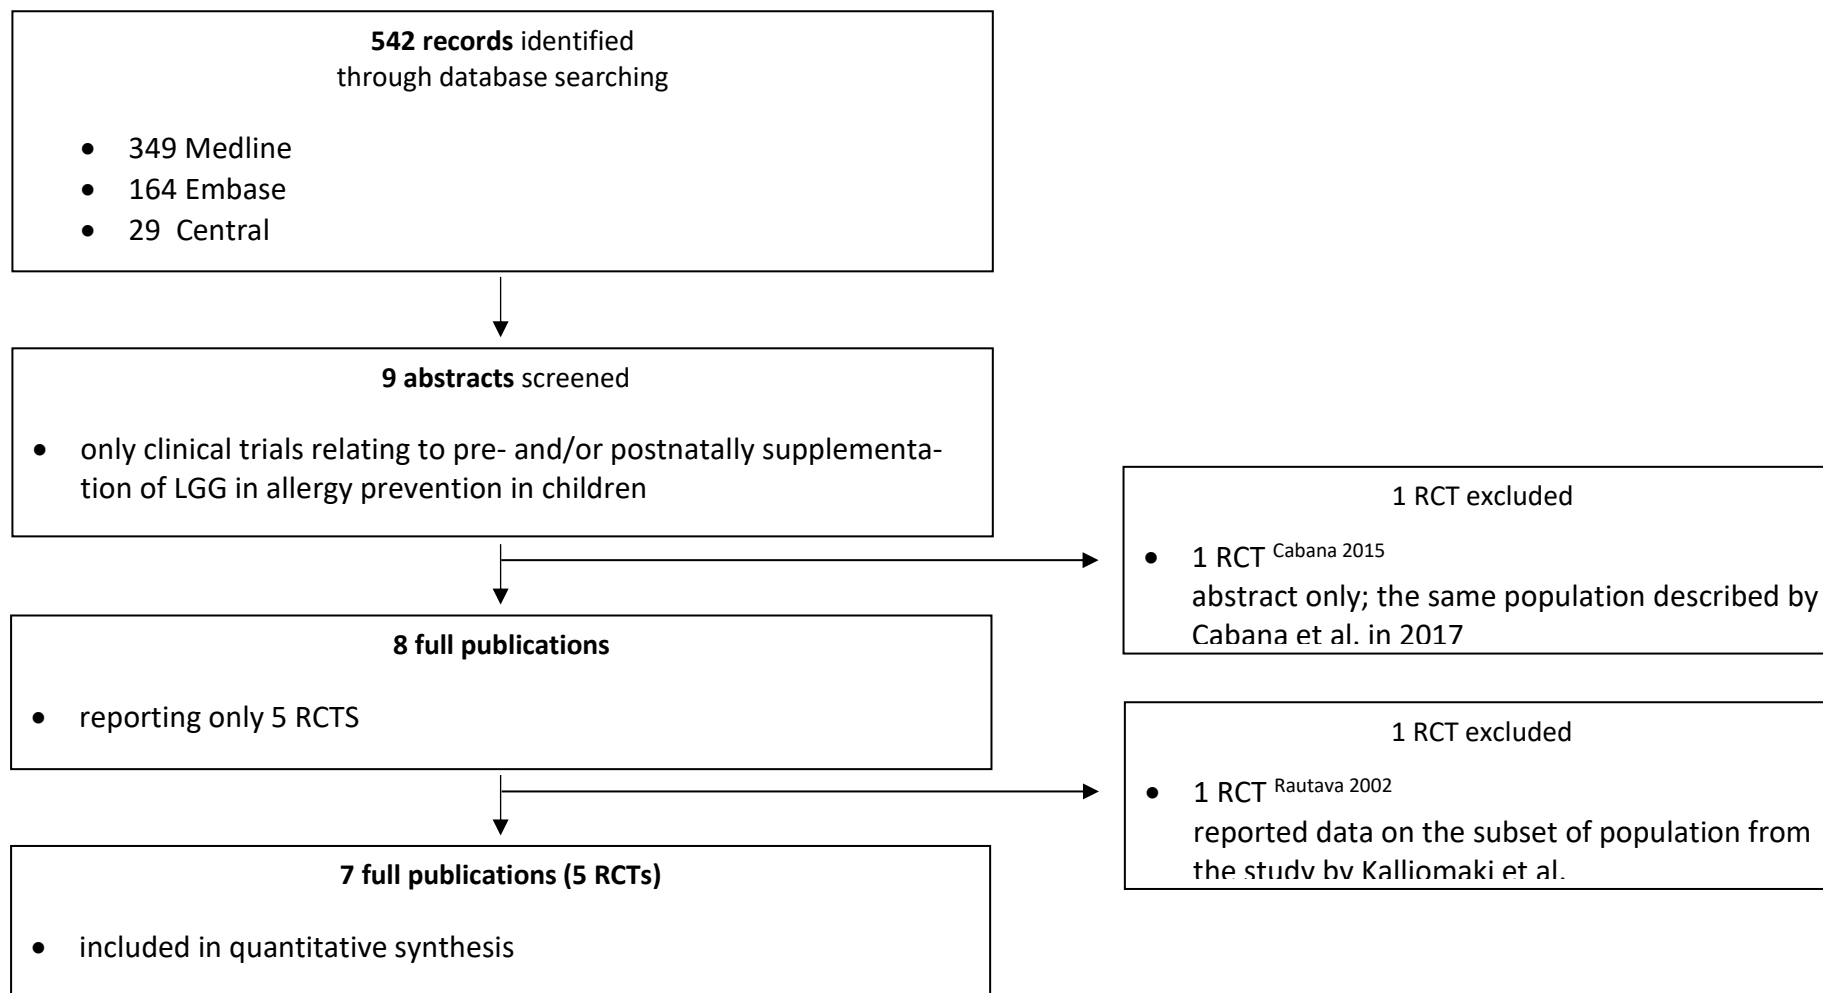 542 records identified
through database searching
• 349 Medline
• 164 Embase
• 29 Central
9 abstracts screened
• only clinical trials relating to pre- and/or postnatally supplementa-
tion of LGG in allergy prevention in children
1 RCT excluded
• 1 RCT Cabana 2015
abstract only; the same population described by
Cabana et al. in 2017
8 full publications
• reporting only 5 RCTS
1 RCT excluded
• 1 RCT Rautava 2002
reported data on the subset of population from
the study by Kalliomaki et al.
7 full publications (5 RCTs)
• included in quantitative synthesis